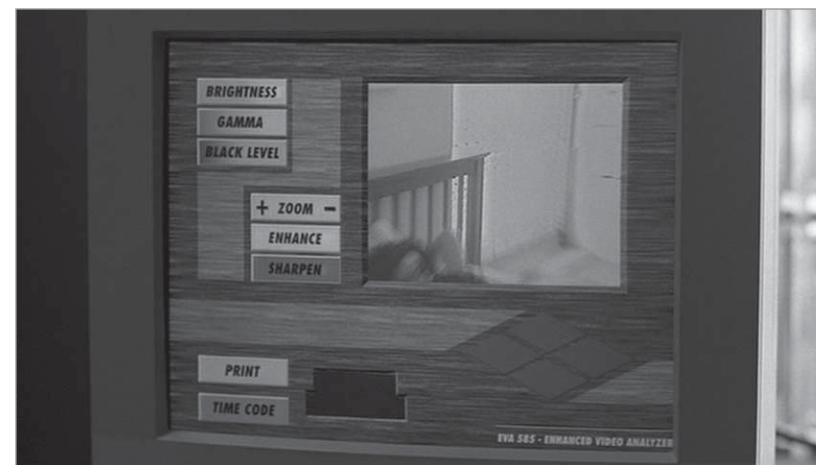 BRIGHTNESS
GAMMA
BLACK LEVEL
+ ZOOM -
ENHANCE
SHARPEN
PRINT
TIME CODE
EVA 585 - ENHANCED VIDEO ANALYZER